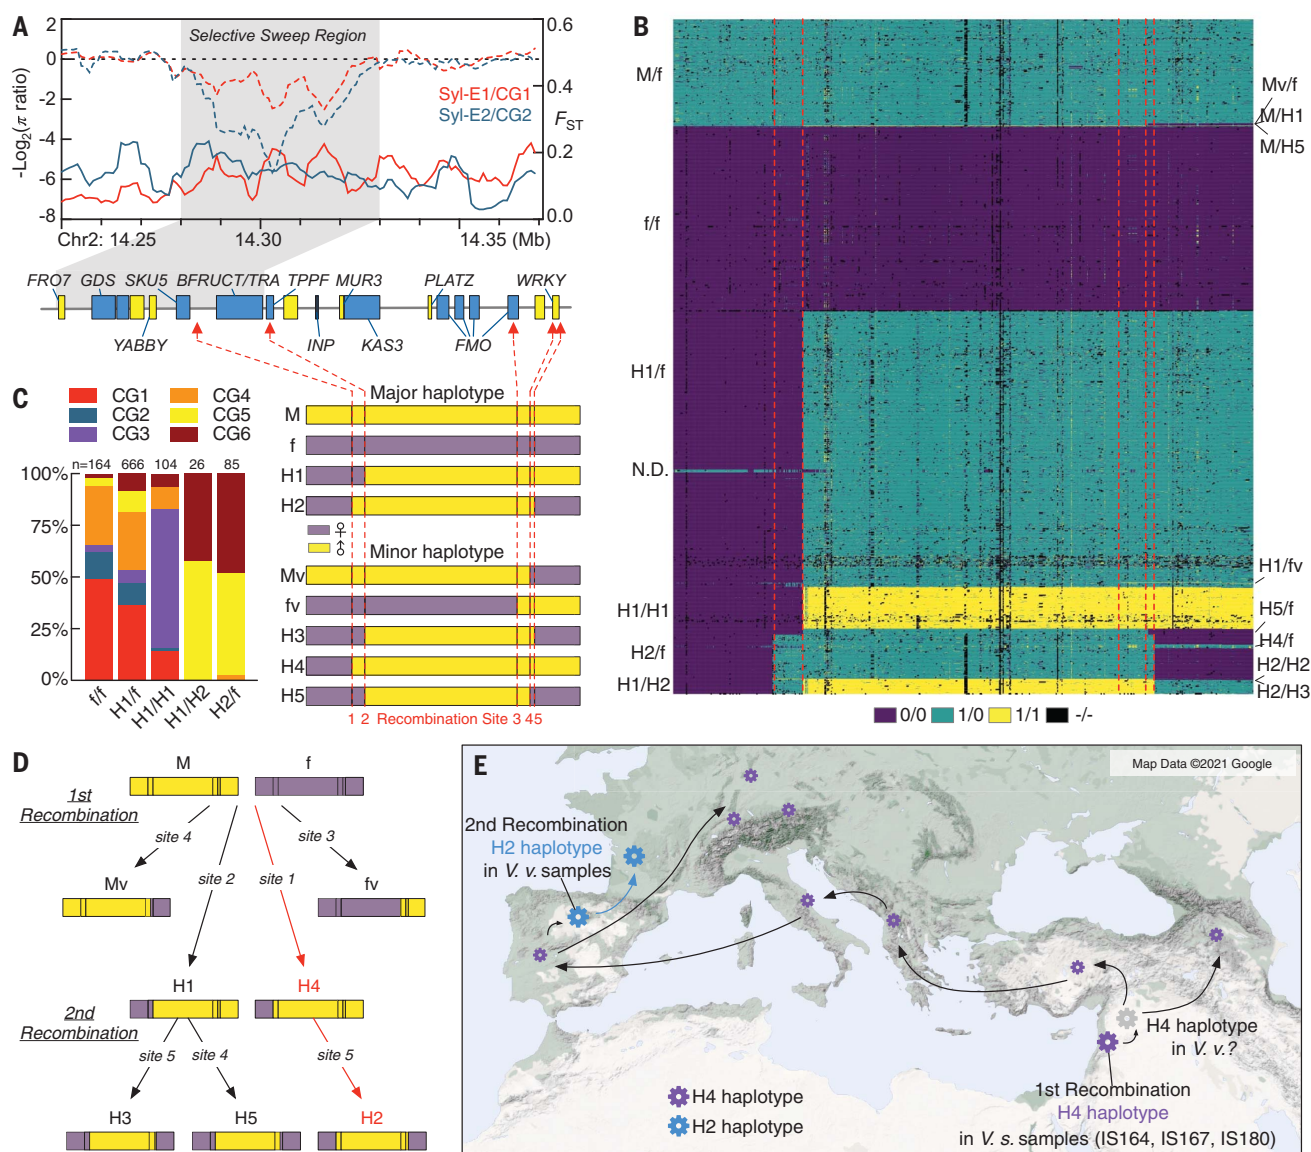 A
2
0
-2
-4
-6
-8
-Log2(π ratio)
Selective Sweep Region
Syl-E1/CG1
Syl-E2/CG2
0.6
0.4
0.2
0.0
FST
Chr2: 14.25
14.30
14.35 (Mb)
FRO7 GDS SKU5 BFRUCT/TRA TPPF MUR3 PLATZ WRKY
YABBY INP KAS3 FMO
B
M/f
f/f
H1/f
N.D.
H1/H1
H2/f
H1/H2
Mv/f
M/H1
M/H5
H1/fv
H5/f
H4/f
H2/H2
H2/H3
0/0 1/0 1/1 -/-
C
CG1 CG4
CG2 CG5
CG3 CG6
n=164 666 104 26 85
100%
75%
50%
25%
0%
f/f H1/f H1/H1 H1/H2 H2/f
Major haplotype
M
f
H1
H2
♀
♂
Minor haplotype
Mv
fv
H3
H4
H5
1 2 Recombination Site 3 45
D
M f
1st
Recombination
site 4 site 2 site 1 site 3
Mv fv
H1 H4
2nd
Recombination
site 5 site 4 site 5
H3 H5 H2
E
Map Data ©2021 Google
2nd Recombination
H2 haplotype
in V. v. samples
H4 haplotype
in V. v.?
1st Recombination
H4 haplotype
in V. s. samples (IS164, IS167, IS180)
H4 haplotype
H2 haplotype